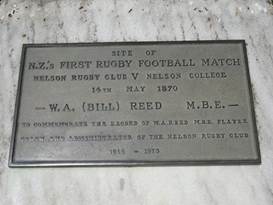 SITE OF
N.Z.'s FIRST RUGBY FOOTBALL MATCH
NELSON RUGBY CLUB V NELSON COLLEGE
14TH MAY 1870
— W.A. (BILL) REED M.B.E. —
TO COMMEMORATE THE RECORD OF W.A. REED M.B.E. PLAYER
AND ADMINISTRATOR OF THE NELSON RUGBY CLUB